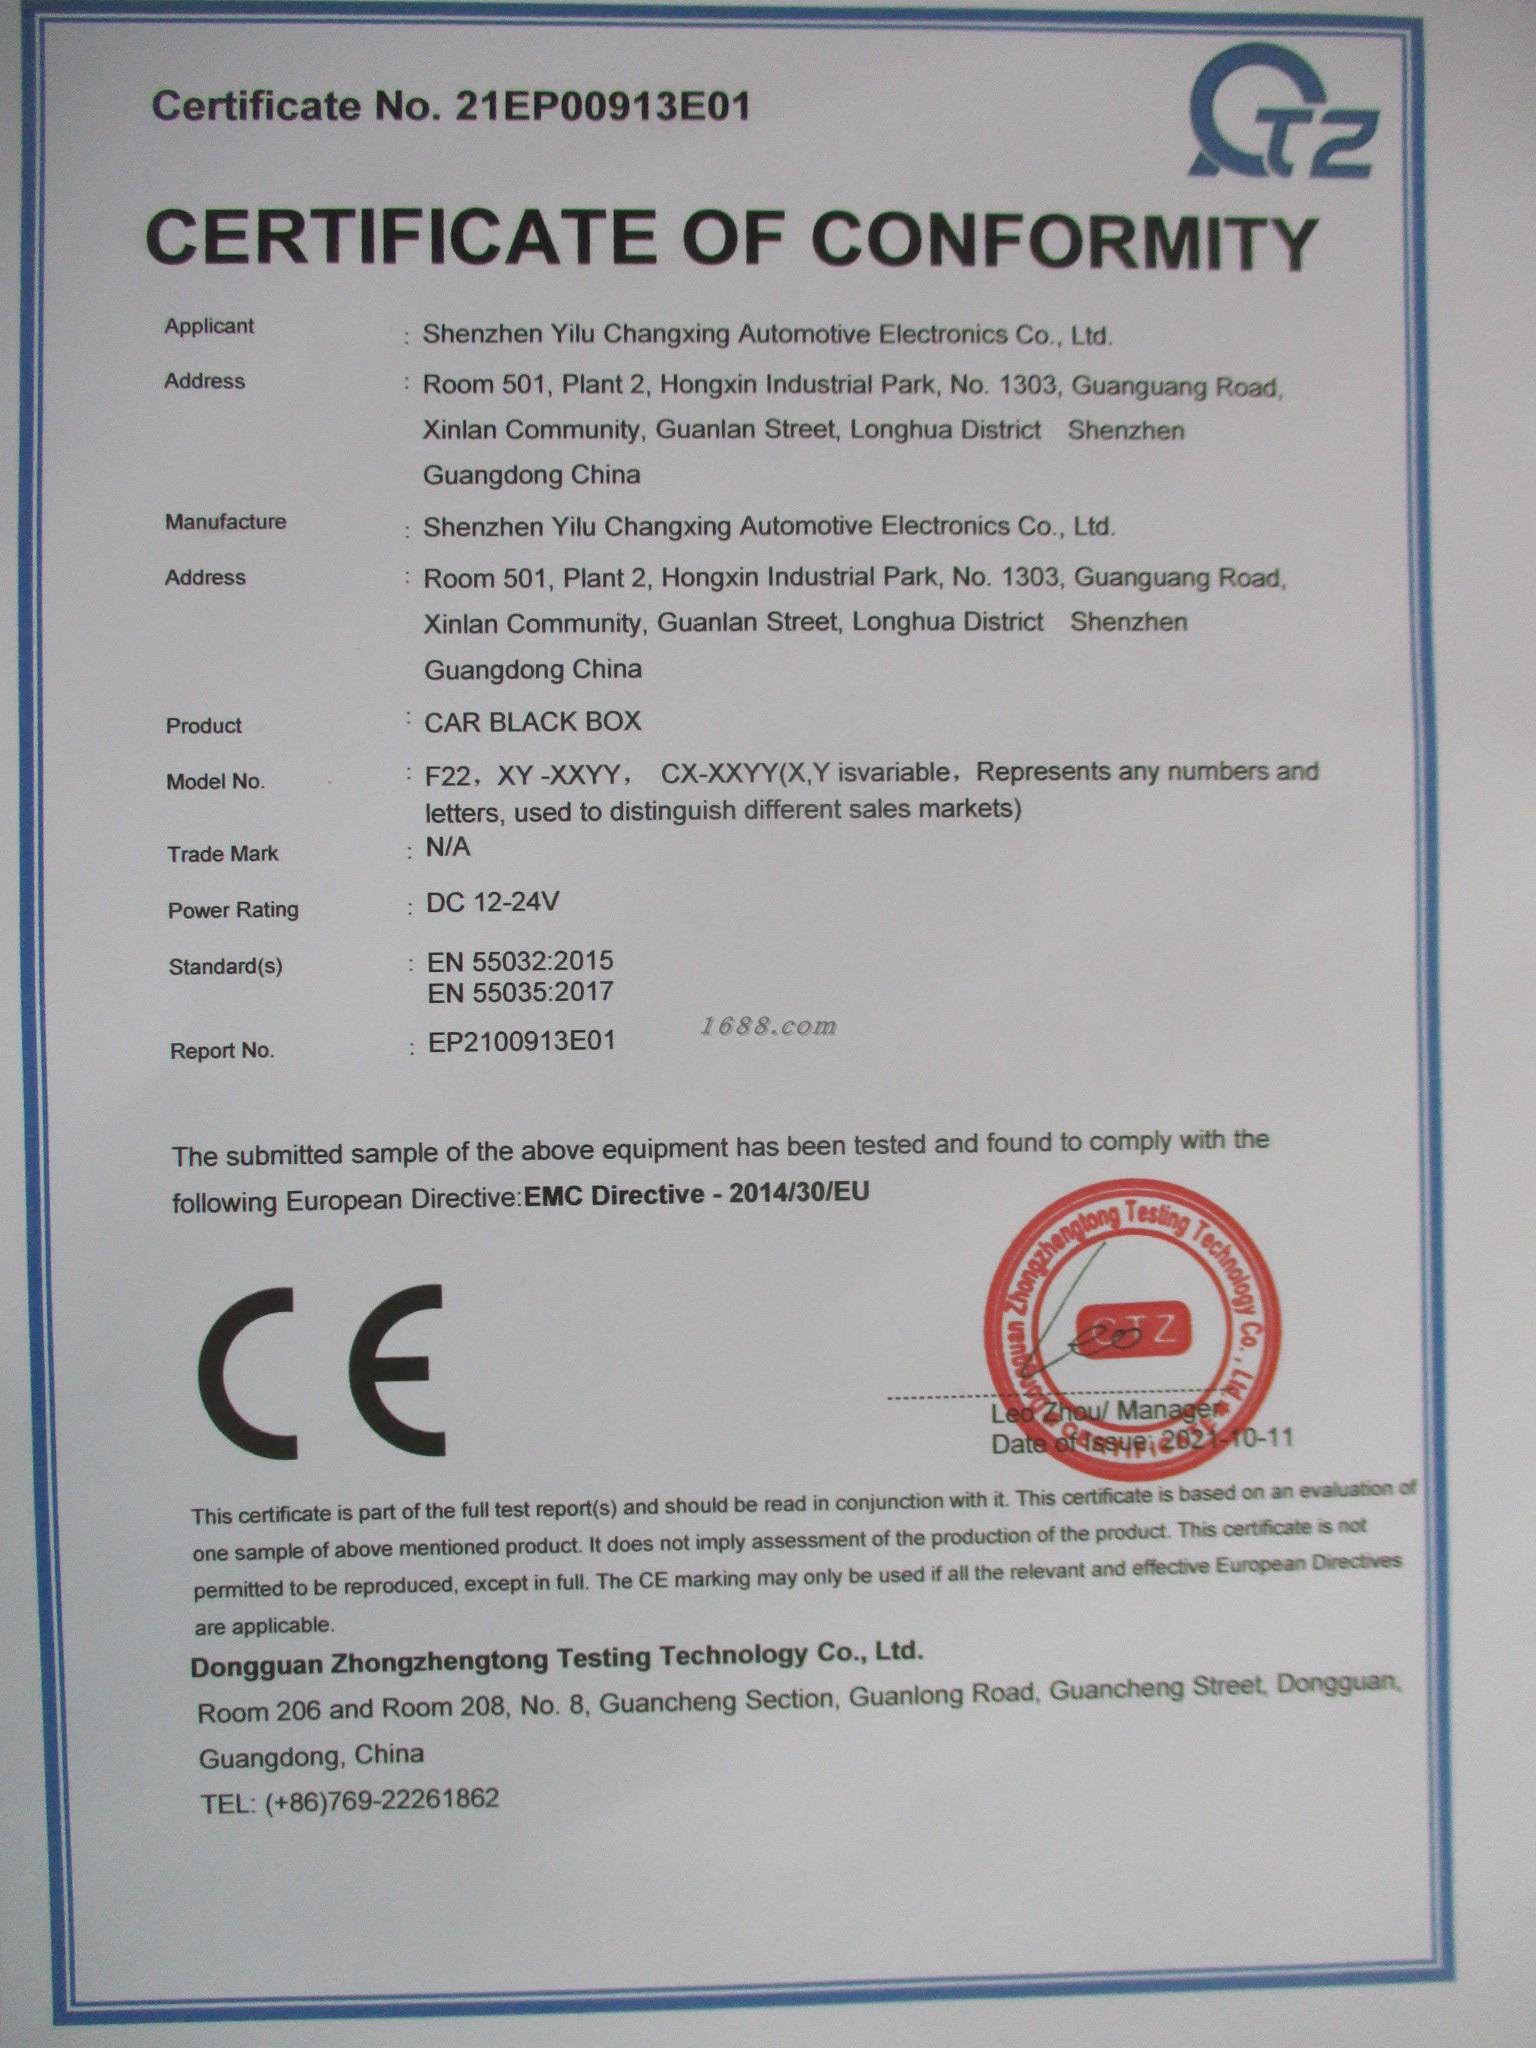 Certificate No. 21EP00913E01
QTZ
CERTIFICATE OF CONFORMITY
Applicant : Shenzhen Yilu Changxing Automotive Electronics Co., Ltd.
Address : Room 501, Plant 2, Hongxin Industrial Park, No. 1303, Guanguang Road,
Xinlan Community, Guanlan Street, Longhua District Shenzhen
Guangdong China
Manufacture : Shenzhen Yilu Changxing Automotive Electronics Co., Ltd.
Address : Room 501, Plant 2, Hongxin Industrial Park, No. 1303, Guanguang Road,
Xinlan Community, Guanlan Street, Longhua District Shenzhen
Guangdong China
Product : CAR BLACK BOX
Model No. : F22，XY -XXYY， CX-XXYY(X,Y isvariable，Represents any numbers and
letters, used to distinguish different sales markets)
Trade Mark : N/A
Power Rating : DC 12-24V
Standard(s) : EN 55032:2015
EN 55035:2017
1688.com
Report No. : EP2100913E01
The submitted sample of the above equipment has been tested and found to comply with the
following European Directive:EMC Directive - 2014/30/EU
CE
Dongguan Zhongzhengtong Testing Technology Co., Ltd.
TZ
CERTIFICATE
Leo Zhou/ Manager
Date of Issue: 2021-10-11
This certificate is part of the full test report(s) and should be read in conjunction with it. This certificate is based on an evaluation of
one sample of above mentioned product. It does not imply assessment of the production of the product. This certificate is not
permitted to be reproduced, except in full. The CE marking may only be used if all the relevant and effective European Directives
are applicable.
Dongguan Zhongzhengtong Testing Technology Co., Ltd.
Room 206 and Room 208, No. 8, Guancheng Section, Guanlong Road, Guancheng Street, Dongguan,
Guangdong, China
TEL: (+86)769-22261862